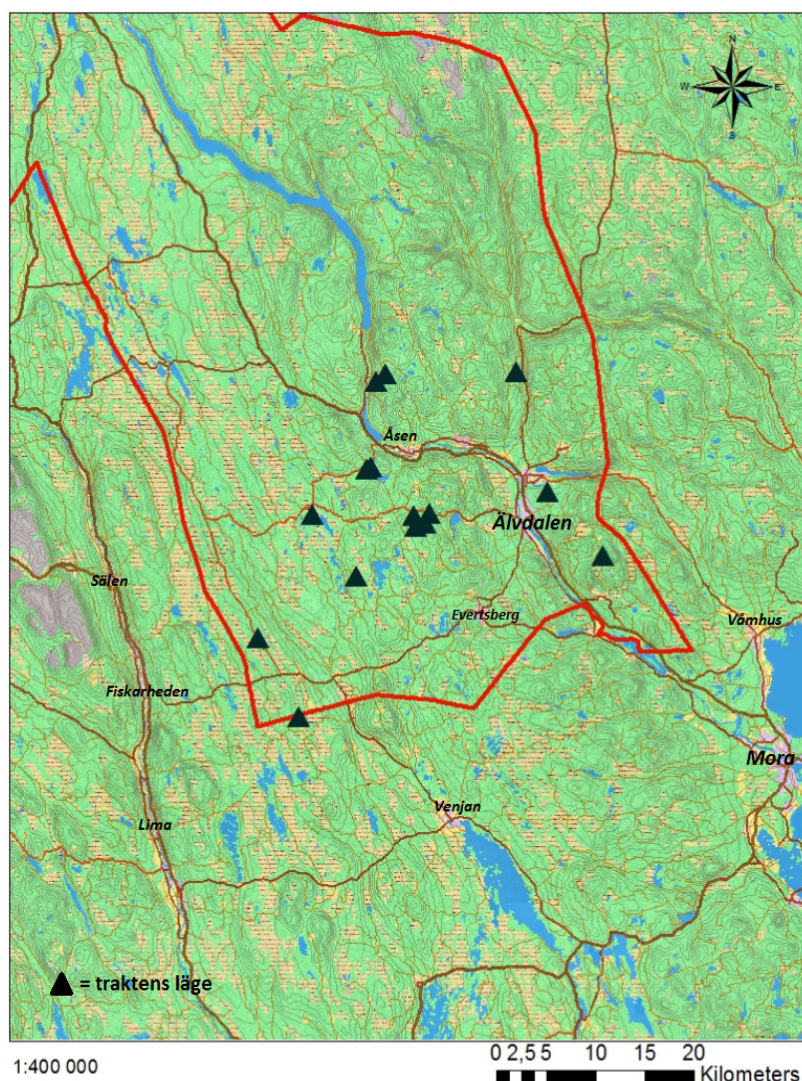 N
W E
S
Åsen
Älvdalen
Sälen
Evertsberg
Våmhus
Fiskarheden
Mora
Venjan
Lima
= traktens läge
1:400 000
0 2,5 5 10 15 20
Kilometers